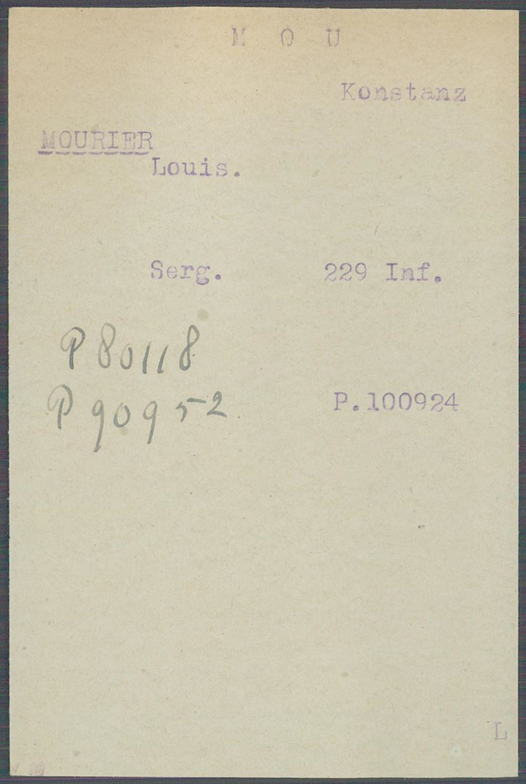 M O U
Konstanz
MOURIER
Louis.
Serg. 229 Inf.
P 80118
P 90952 P.100924
L